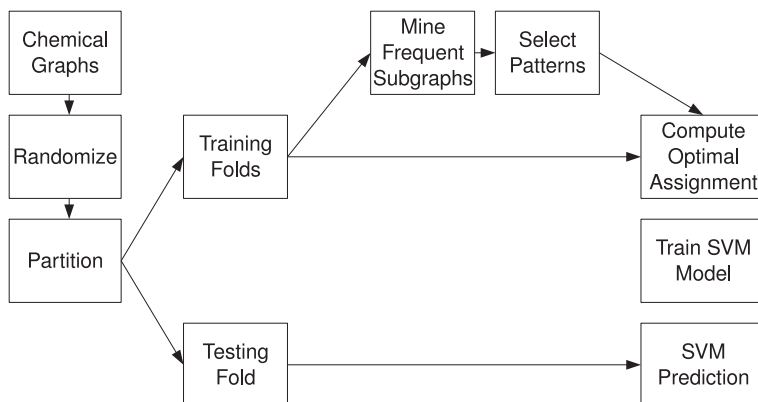 Chemical
Graphs
Randomize
Partition
Training
Folds
Testing
Fold
Mine
Frequent
Subgraphs
Select
Patterns
Compute
Optimal
Assignment
Train SVM
Model
SVM
Prediction